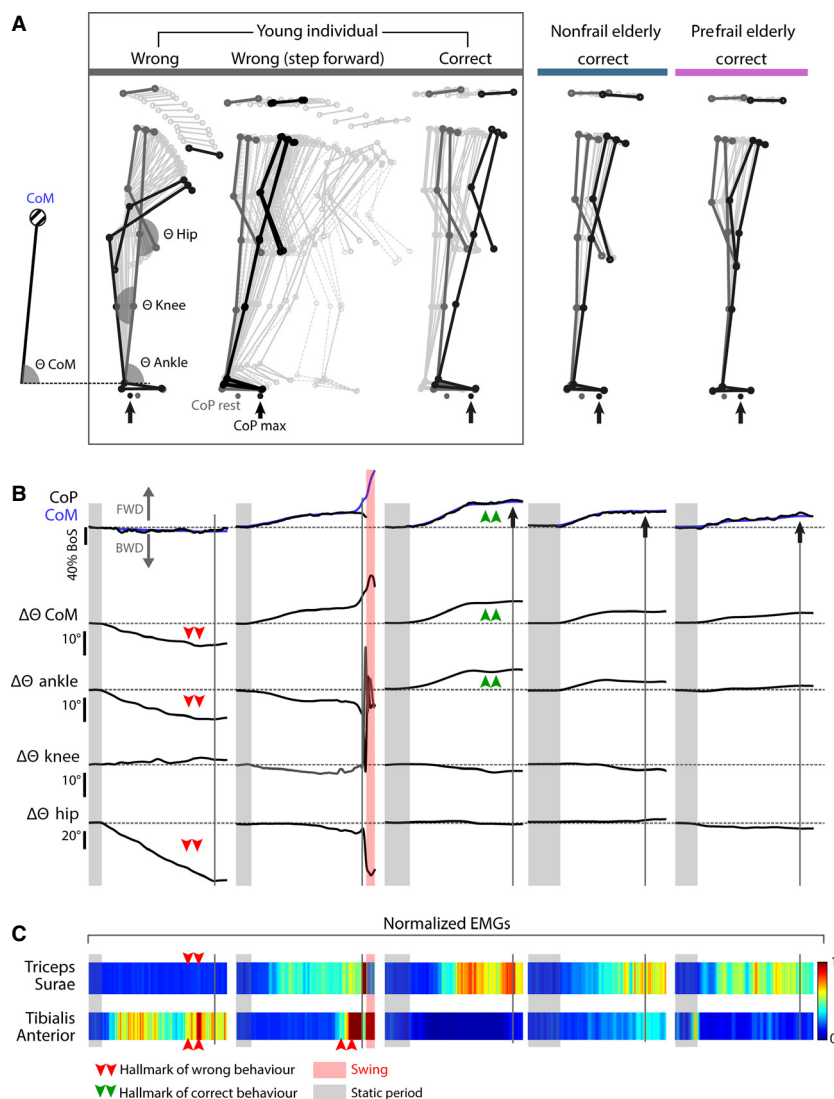 A
Young individual
Wrong
Wrong (step forward)
Correct
Nonfrail elderly
correct
Prefrail elderly
correct
CoM
Θ Hip
Θ Knee
Θ CoM
Θ Ankle
CoP rest
CoP max
B
CoP
CoM
FWD
BWD
40% BoS
ΔΘ CoM
10°
ΔΘ ankle
10°
ΔΘ knee
10°
ΔΘ hip
20°
C
Normalized EMGs
Triceps
Surae
Tibialis
Anterior
1
0
Hallmark of wrong behaviour
Swing
Hallmark of correct behaviour
Static period